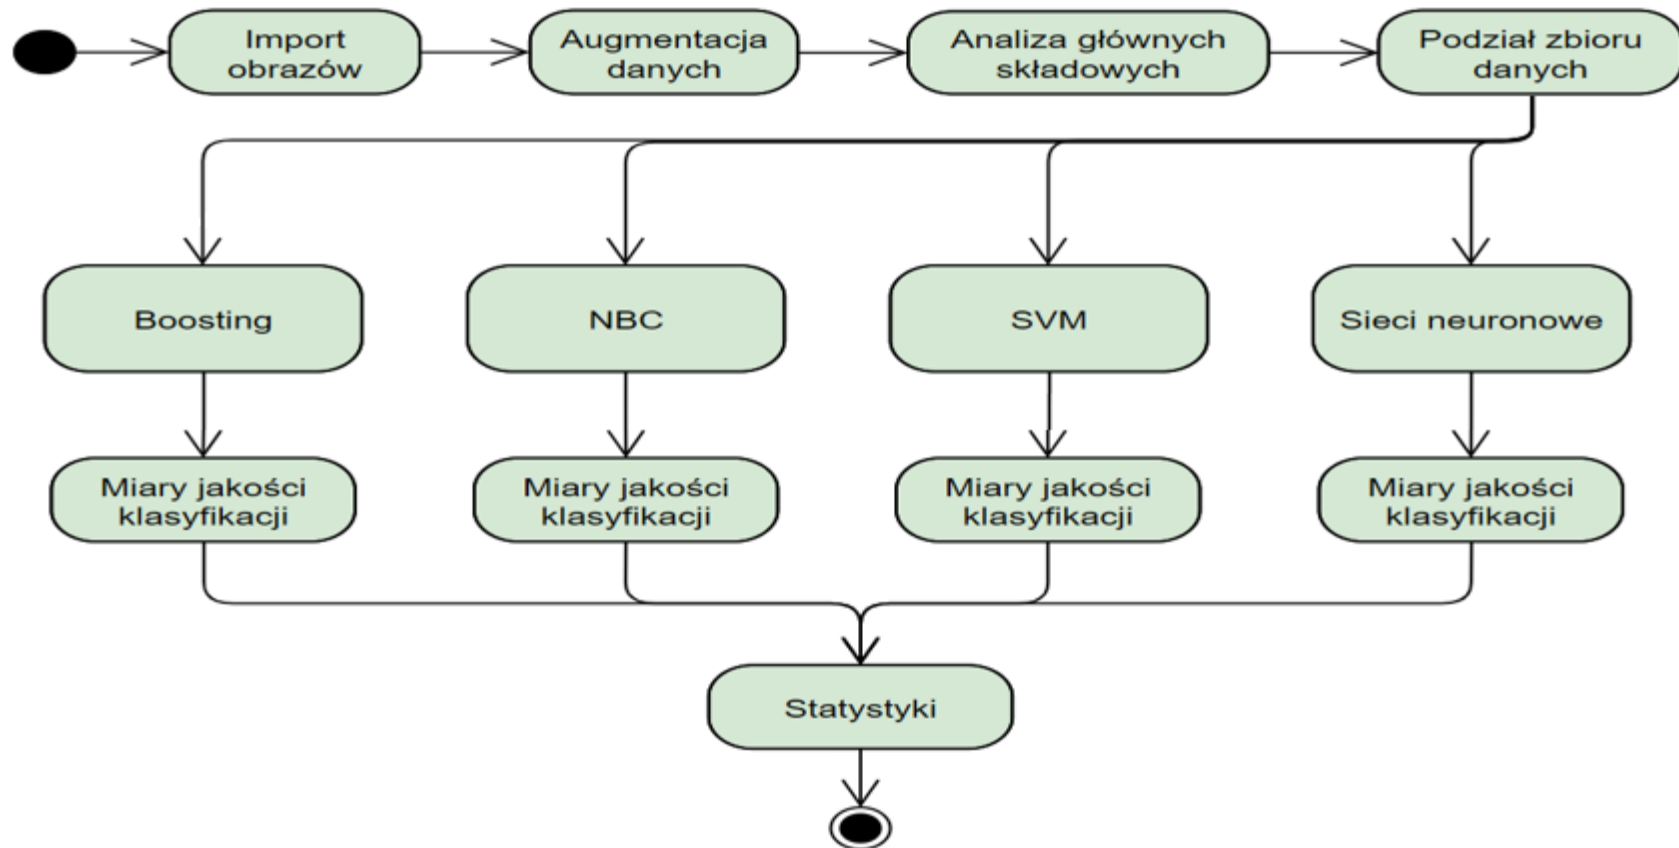 Import
obrazów
Augmentacja
danych
Analiza głównych
składowych
Podział zbioru
danych
Boosting
NBC
SVM
Sieci neuronowe
Miary jakości
klasyfikacji
Miary jakości
klasyfikacji
Miary jakości
klasyfikacji
Miary jakości
klasyfikacji
Statystyki